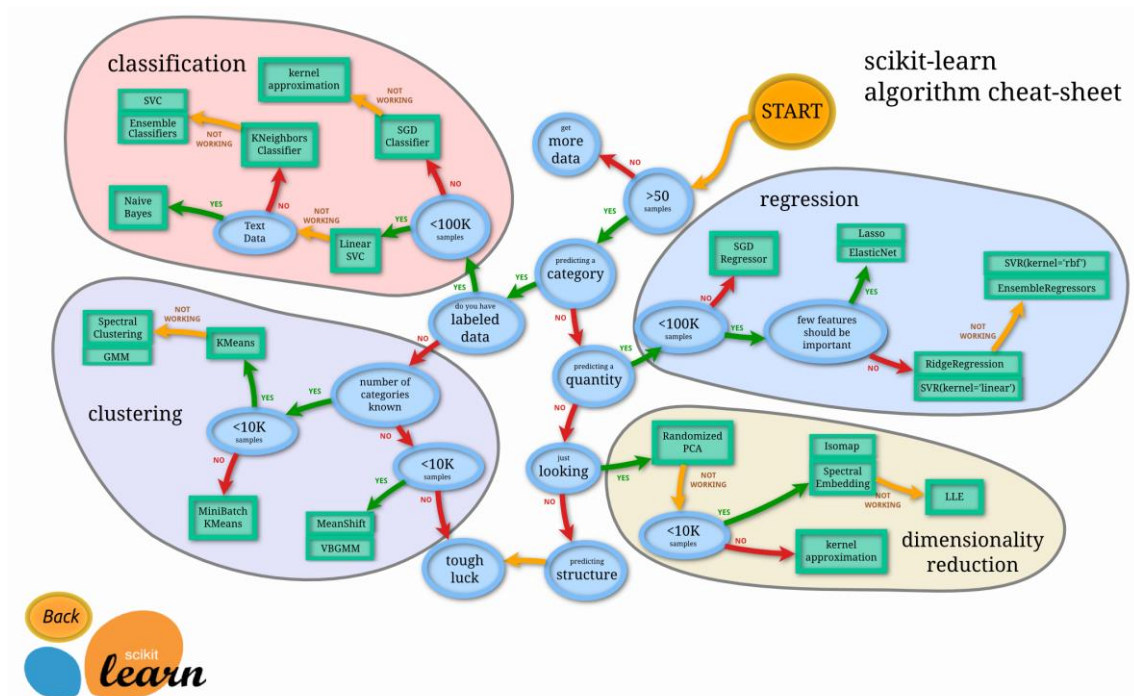 scikit-learn
algorithm cheat-sheet
START
classification
kernel
approximation
NOT
WORKING
SVC
Ensemble
Classifiers
NOT
WORKING
KNeighbors
Classifier
SGD
Classifier
NO
Naive
Bayes
YES
NO
Text
Data
NOT
WORKING
Linear
SVC
YES
<100K
samples
YES
get
more
data
NO
>50
samples
YES
predicting a
category
YES
NO
do you have
labeled
data
NO
predicting a
quantity
YES
NO
just
looking
YES
NO
predicting
structure
tough
luck
regression
SGD
Regressor
NO
<100K
samples
YES
Lasso
ElasticNet
YES
few features
should be
important
NO
SVR(kernel='rbf')
EnsembleRegressors
NOT
WORKING
RidgeRegression
SVR(kernel='linear')
clustering
Spectral
Clustering
GMM
NOT
WORKING
KMeans
YES
<10K
samples
YES
number of
categories
known
NO
NO
MiniBatch
KMeans
<10K
samples
YES
NO
MeanShift
VBGMM
Randomized
PCA
NOT
WORKING
<10K
samples
YES
NO
Isomap
Spectral
Embedding
NOT
WORKING
LLE
kernel
approximation
dimensionality
reduction
Back
scikit
learn